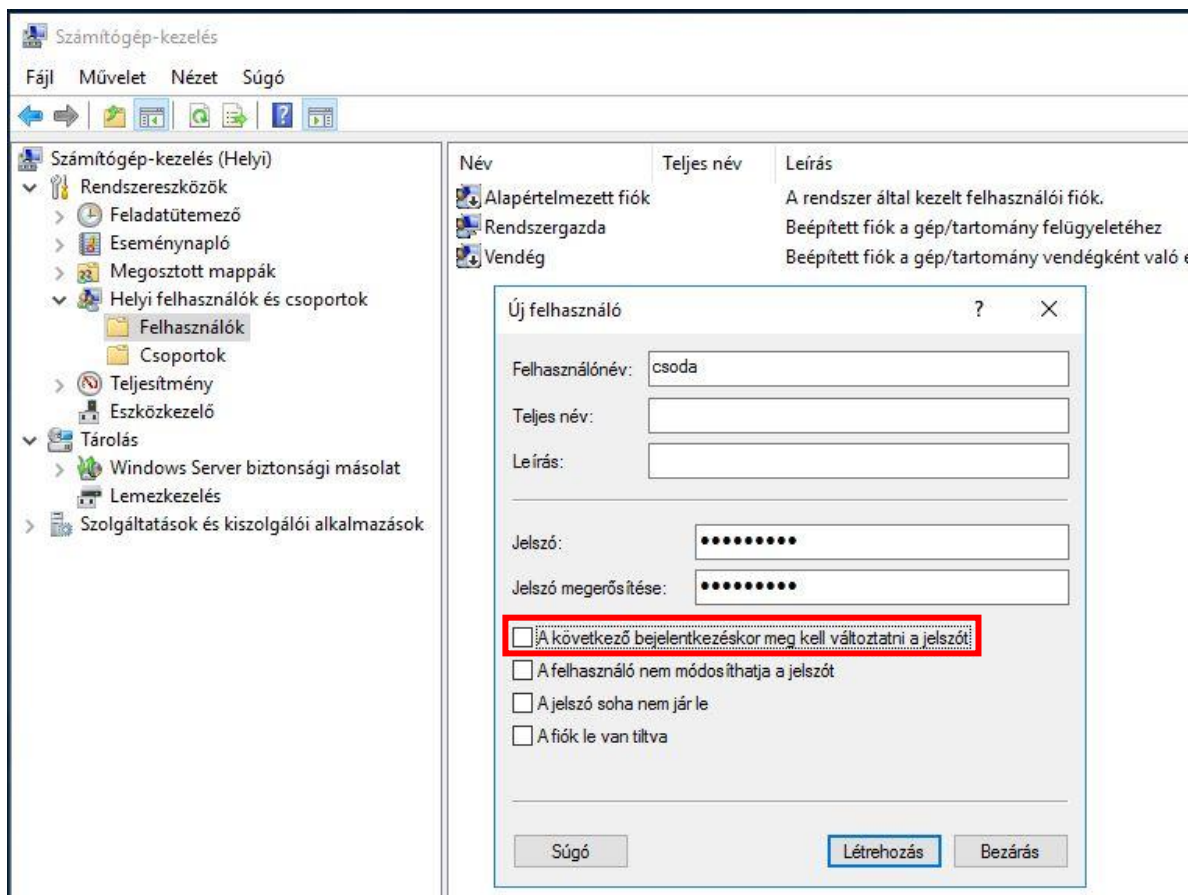 Számítógép-kezelés
Fájl Művelet Nézet Súgó
Számítógép-kezelés (Helyi)
Rendszereszközök
Feladatütemező
Eseménynapló
Megosztott mappák
Helyi felhasználók és csoportok
Felhasználók
Csoportok
Teljesítmény
Eszközkezelő
Tárolás
Windows Server biztonsági másolat
Lemezkezelés
Szolgáltatások és kiszolgálói alkalmazások
Név Teljes név Leírás
Alapértelmezett fiók A rendszer által kezelt felhasználói fiók.
Rendszergazda Beépített fiók a gép/tartomány felügyeletéhez
Vendég Beépített fiók a gép/tartomány vendégként való
Új felhasználó ?
Felhasználónév: csoda
Teljes név:
Leírás:
Jelszó: •••••••••
Jelszó megerősítése: •••••••••
A következő bejelentkezéskor meg kell változtatni a jelszót
A felhasználó nem módosíthatja a jelszót
A jelszó soha nem jár le
A fiók le van tiltva
Súgó Létrehozás Bezárás